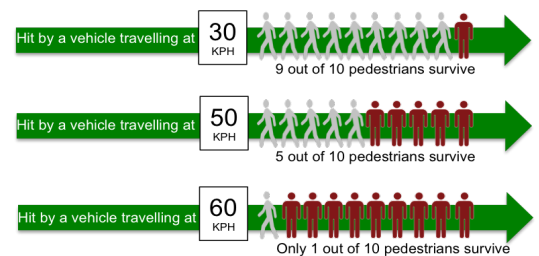 Hit by a vehicle travelling at 30 KPH
9 out of 10 pedestrians survive
Hit by a vehicle travelling at 50 KPH
5 out of 10 pedestrians survive
Hit by a vehicle travelling at 60 KPH
Only 1 out of 10 pedestrians survive